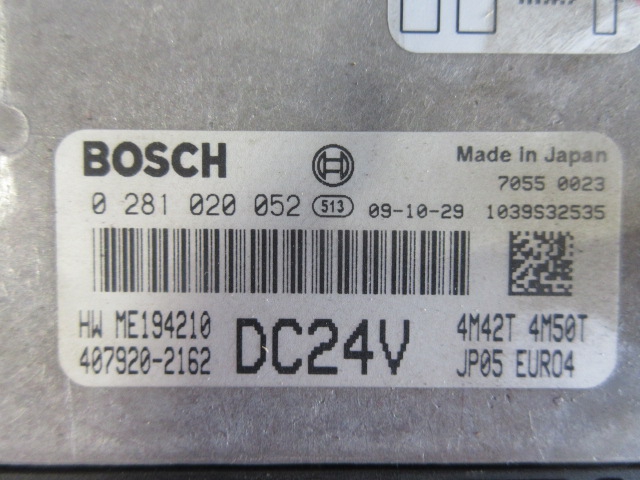 BOSCH
Made in Japan
7055 0023
0 281 020 052 513 09-10-29 1039S32535
HW ME194210
407920-2162
DC24V
4M42T 4M50T
JP05 EURO4